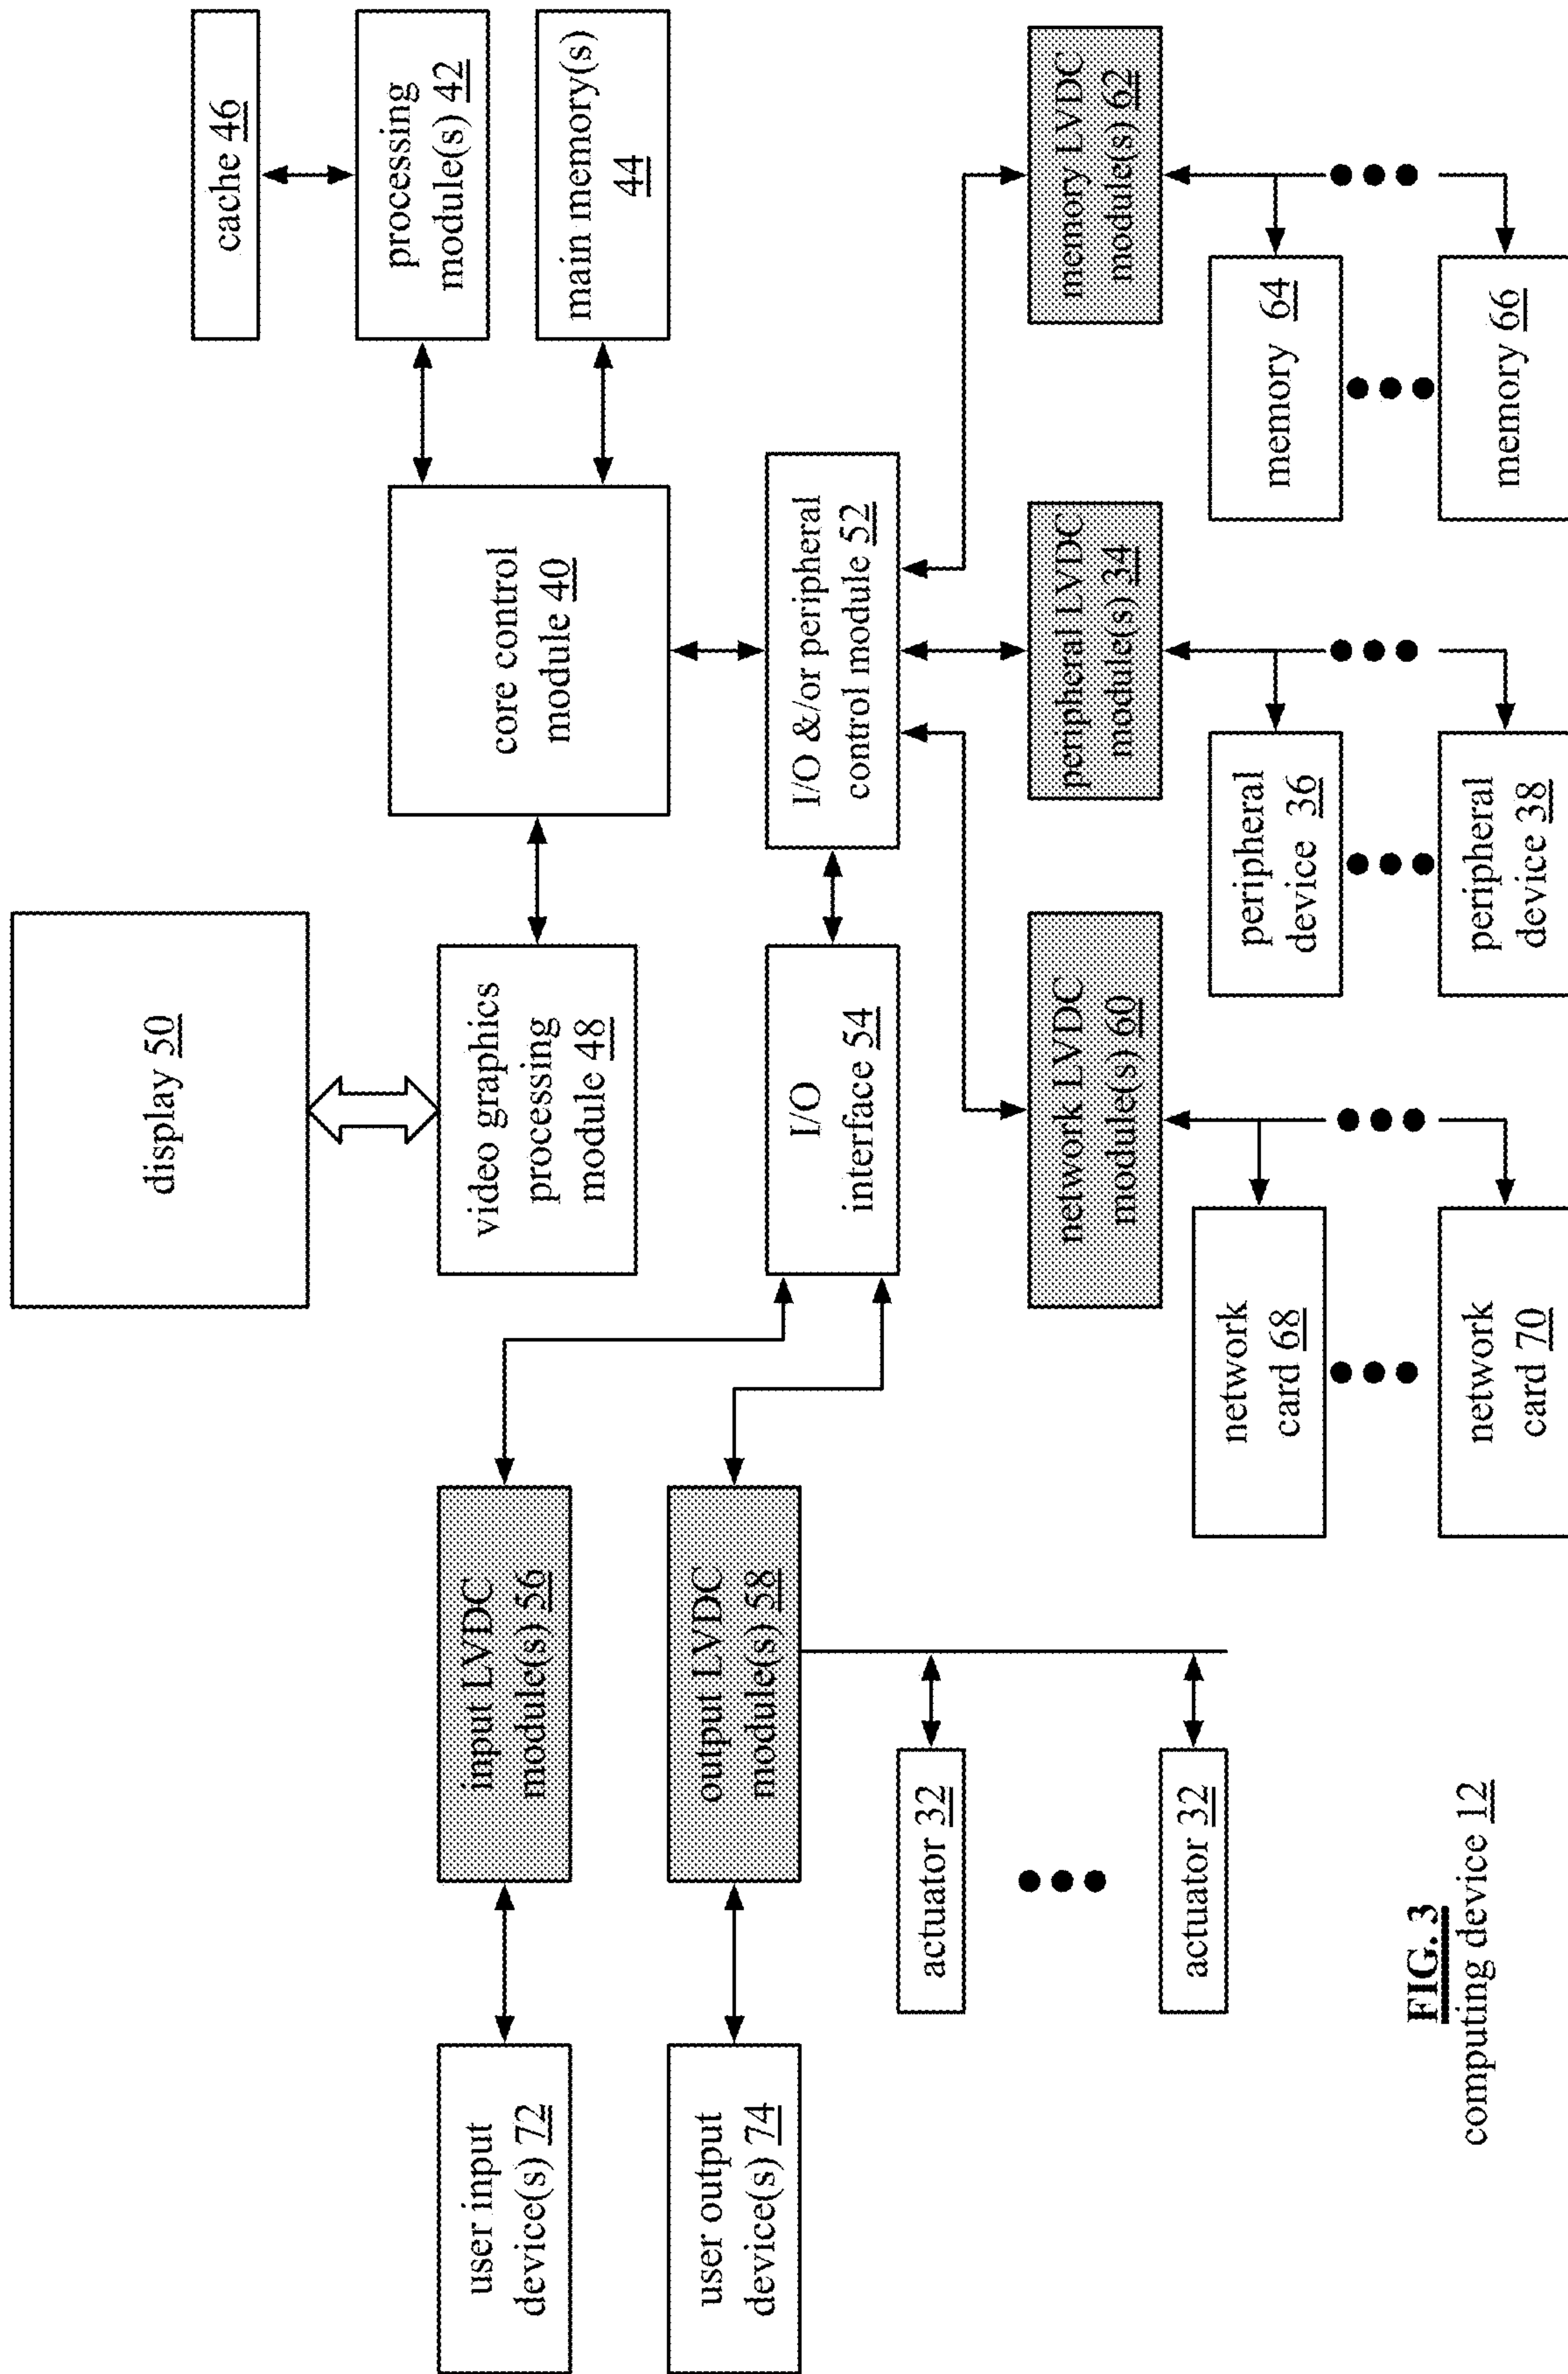 display 50
cache 46
processing
module(s) 42
main memory(s)
44
core control
module 40
video graphics
processing
module 48
I/O
interface 54
I/O &/or peripheral
control module 52
user input
device(s) 72
input LVDC
module(s) 56
user output
device(s) 74
output LVDC
module(s) 58
actuator 32
actuator 32
network LVDC
module(s) 60
peripheral LVDC
module(s) 34
memory LVDC
module(s) 62
network
card 68
network
card 70
peripheral
device 36
peripheral
device 38
memory 64
memory 66
FIG. 3
computing device 12